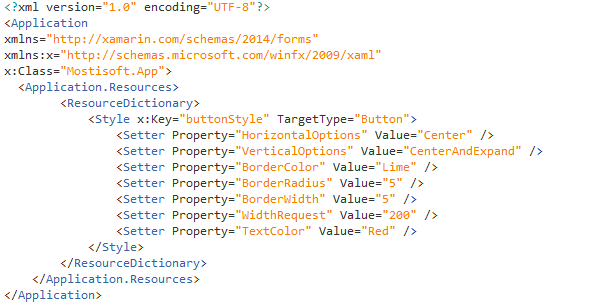 <?xml version="1.0" encoding="UTF-8"?>
<Application
xmlns="http://xamarin.com/schemas/2014/forms"
xmlns:x="http://schemas.microsoft.com/winfx/2009/xaml"
x:Class="Mostisoft.App">
  <Application.Resources>
        <ResourceDictionary>
            <Style x:Key="buttonStyle" TargetType="Button">
                <Setter Property="HorizontalOptions" Value="Center" />
                <Setter Property="VerticalOptions" Value="CenterAndExpand" />
                <Setter Property="BorderColor" Value="Lime" />
                <Setter Property="BorderRadius" Value="5" />
                <Setter Property="BorderWidth" Value="5" />
                <Setter Property="WidthRequest" Value="200" />
                <Setter Property="TextColor" Value="Red" />
            </Style>
        </ResourceDictionary>
    </Application.Resources>
</Application>